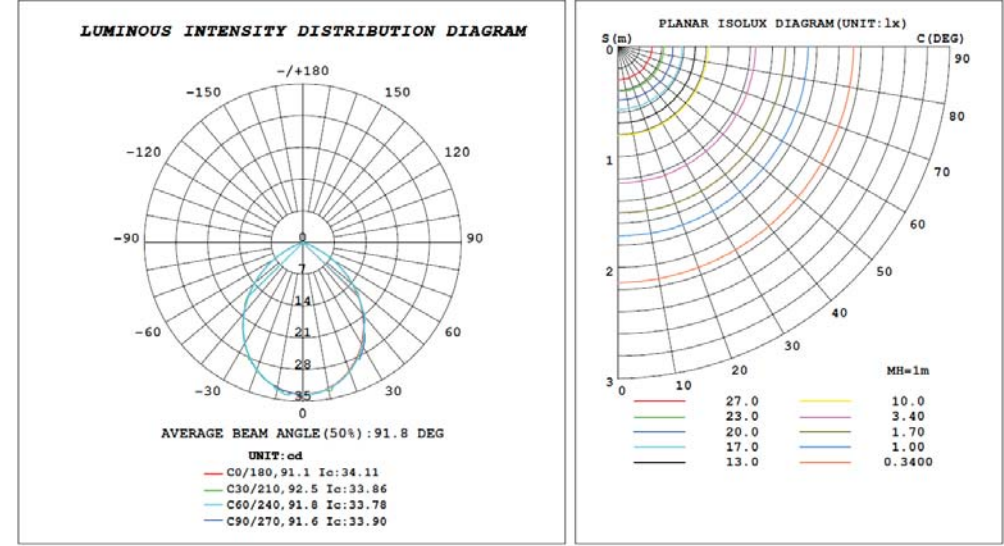 LUMINOUS INTENSITY DISTRIBUTION DIAGRAM
-/+180
-150 150
-120 120
-90 0 90
7
14
21
-60 60
28
-30 35 30
0
AVERAGE BEAM ANGLE(50%):91.8 DEG
UNIT:cd
C0/180,91.1 Ic:34.11
C30/210,92.5 Ic:33.86
C60/240,91.8 Ic:33.78
C90/270,91.6 Ic:33.90
PLANAR ISOLUX DIAGRAM(UNIT:lx)
S(m) C(DEG)
0 90
80
1
70
60
2 50
40
30
20
3 0 10
MH=1m
27.0 10.0
23.0 3.40
20.0 1.70
17.0 1.00
13.0 0.3400